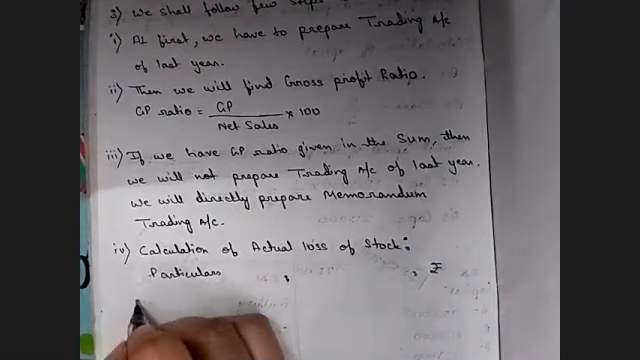 3) We shall follow few steps
i) At first, we have to prepare Trading A/c
of last year.
ii) Then we will find Gross profit Ratio.
GP ratio = GP / Net Sales × 100
iii) If we have GP ratio given in the Sum, then
we will not prepare Trading A/c of last year.
we will directly prepare Memorandum
Trading A/c.
iv) Calculation of Actual loss of Stock:
Particulars ₹